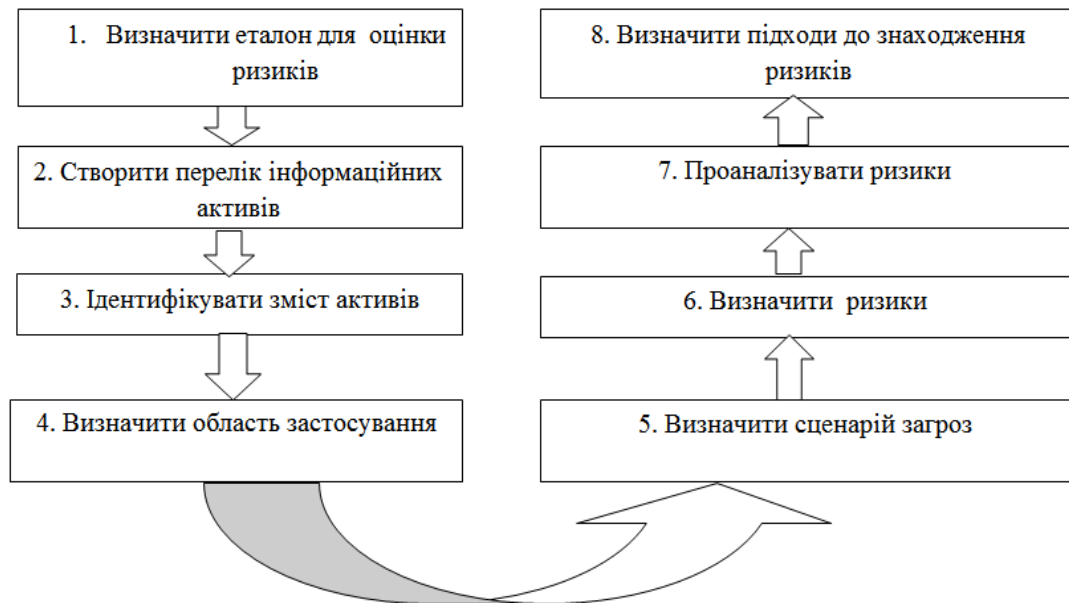 1. Визначити еталон для оцінки
ризиків
2. Створити перелік інформаційних
активів
3. Ідентифікувати зміст активів
4. Визначити область застосування
5. Визначити сценарій загроз
6. Визначити ризики
7. Проаналізувати ризики
8. Визначити підходи до знаходження
ризиків